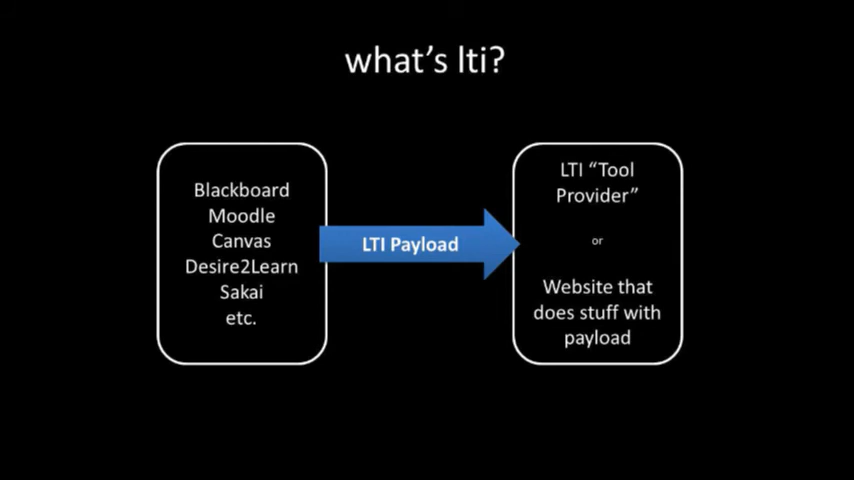 what's lti?
Blackboard
Moodle
Canvas
Desire2Learn
Sakai
etc.
LTI Payload
LTI “Tool
Provider”
or
Website that
does stuff with
payload